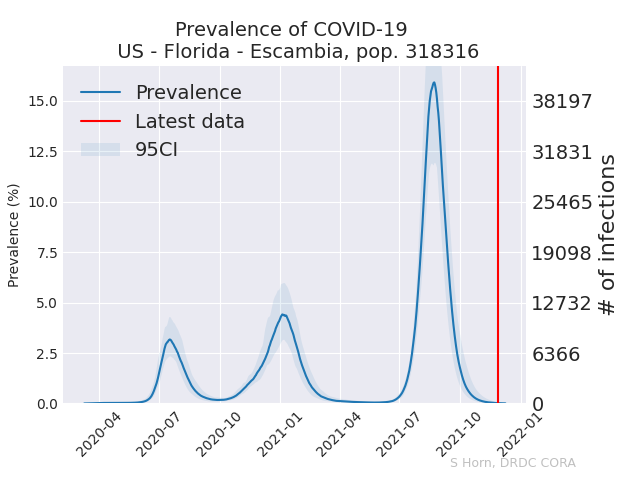 Prevalence of COVID-19
US - Florida - Escambia, pop. 318316
Prevalence
Latest data
95CI
Prevalence (%)
15.0
12.5
10.0
7.5
5.0
2.5
0.0
38197
31831
25465
19098
12732
6366
0
# of infections
2020-04
2020-07
2020-10
2021-01
2021-04
2021-07
2021-10
2022-01
S Horn, DRDC CORA